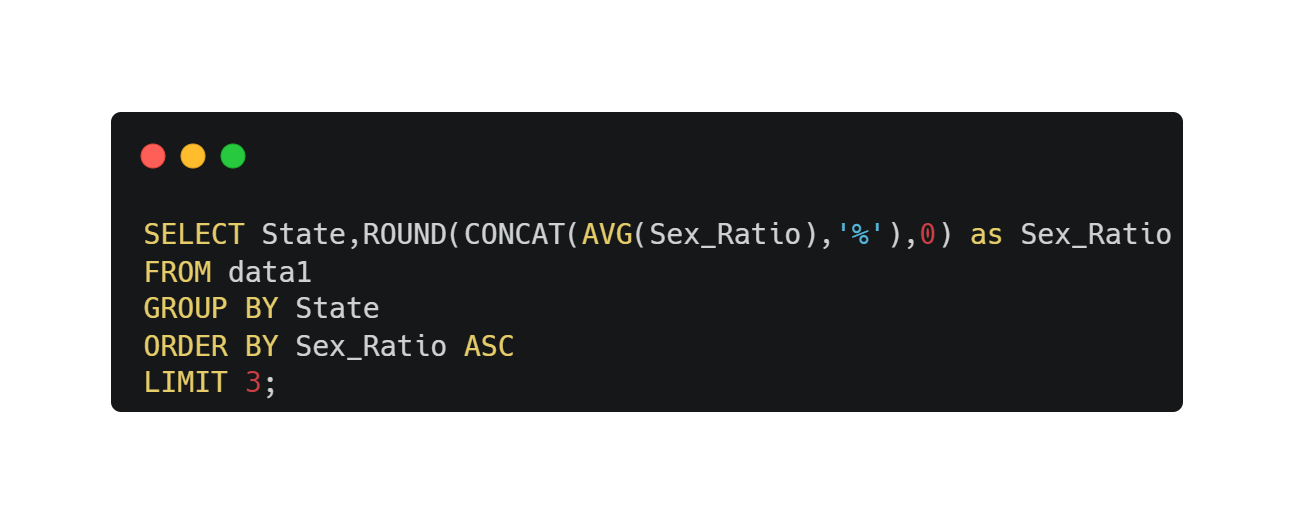 SELECT State,ROUND(CONCAT(AVG(Sex_Ratio),'%'),0) as Sex_Ratio
FROM data1
GROUP BY State
ORDER BY Sex_Ratio ASC
LIMIT 3;